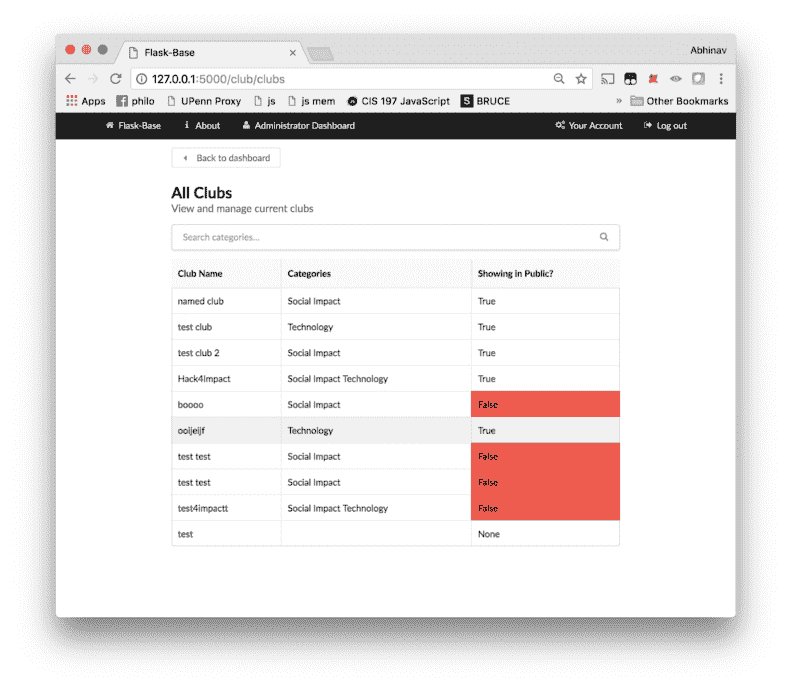 Flask-Base
Abhinav
127.0.0.1:5000/club/clubs
Apps philo UPenn Proxy js js mem CIS 197 JavaScript S BRUCE » Other Bookmarks
Flask-Base About Administrator Dashboard Your Account Log out
Back to dashboard
All Clubs
View and manage current clubs
Search categories...
Club Name Categories Showing in Public?
named club Social Impact True
test club Technology True
test club 2 Social Impact True
Hack4Impact Social Impact Technology True
boooo Social Impact False
ooijeijf Technology True
test test Social Impact False
test test Social Impact False
test4impactt Social Impact Technology False
test None